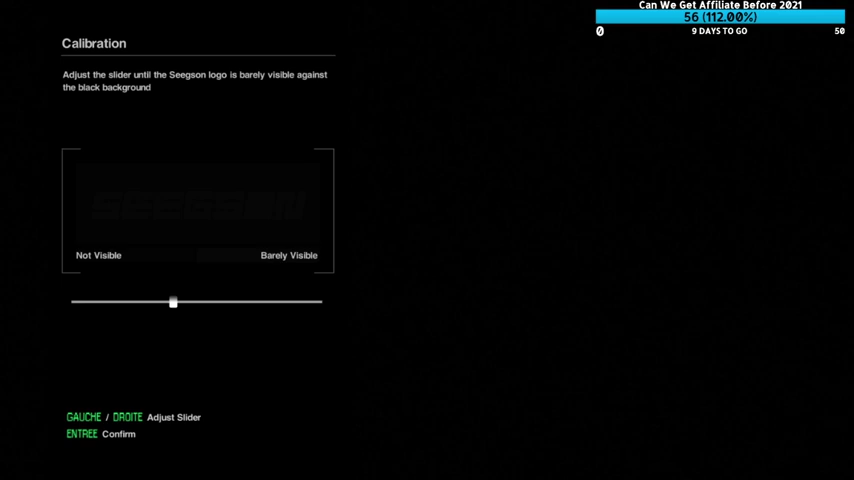 Can We Get Affiliate Before 2021
56 (112.00%)
0 9 DAYS TO GO 50
Calibration
Adjust the slider until the Seegson logo is barely visible against
the black background
SEEGSON
Not Visible Barely Visible
GAUCHE / DROITE Adjust Slider
ENTREE Confirm